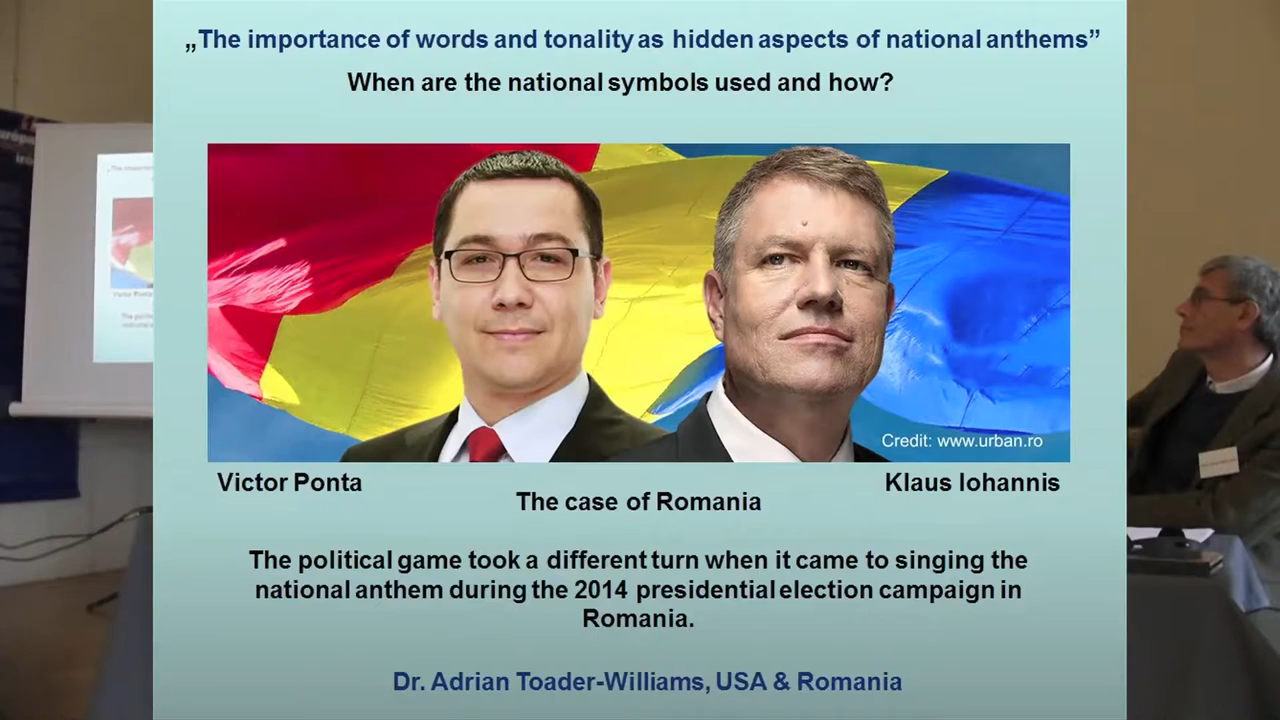 „The importance of words and tonality as hidden aspects of national anthems”
When are the national symbols used and how?
Credit: www.urban.ro
Victor Ponta
Klaus Iohannis
The case of Romania
The political game took a different turn when it came to singing the
national anthem during the 2014 presidential election campaign in
Romania.
Dr. Adrian Toader-Williams, USA & Romania